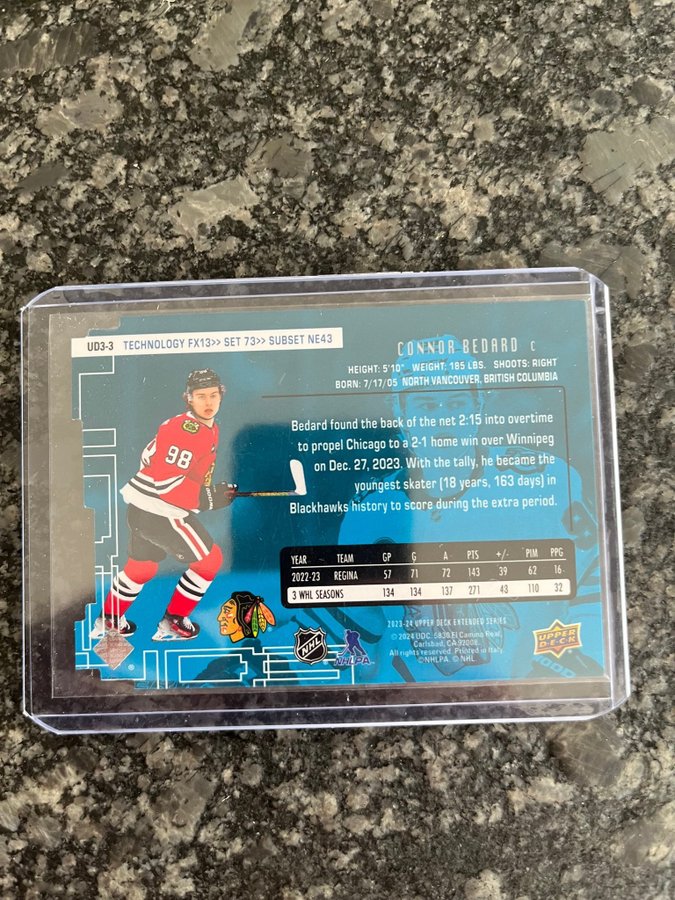 UD3-3 TECHNOLOGY FX13>> SET 73>> SUBSET NE43
CONNOR BEDARD C
HEIGHT: 5'10" WEIGHT: 185 LBS. SHOOTS: RIGHT
BORN: 7/17/05 NORTH VANCOUVER, BRITISH COLUMBIA
Bedard found the back of the net 2:15 into overtime
to propel Chicago to a 2-1 home win over Winnipeg
on Dec. 27, 2023. With the tally, he became the
youngest skater (18 years, 163 days) in
Blackhawks history to score during the extra period.
98
YEAR TEAM GP G A PTS +/- PIM PPG
2022-23 REGINA 57 71 72 143 39 62 16
3 WHL SEASONS 134 134 137 271 43 110 32
2023-24 UPPER DECK EXTENDED SERIES
© 2024 UDC. 5830 El Camino Real,
Carlsbad, CA 92008.
All rights reserved. Printed in Italy.
©NHLPA © NHL
NHL
NHLPA
UPPER
DECK
®